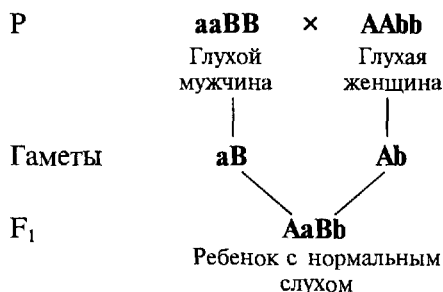 P aaBB × AAbb
Глухой Глухая
мужчина женщина
Гаметы aB Ab
F₁ AaBb
Ребенок с нормальным
слухом